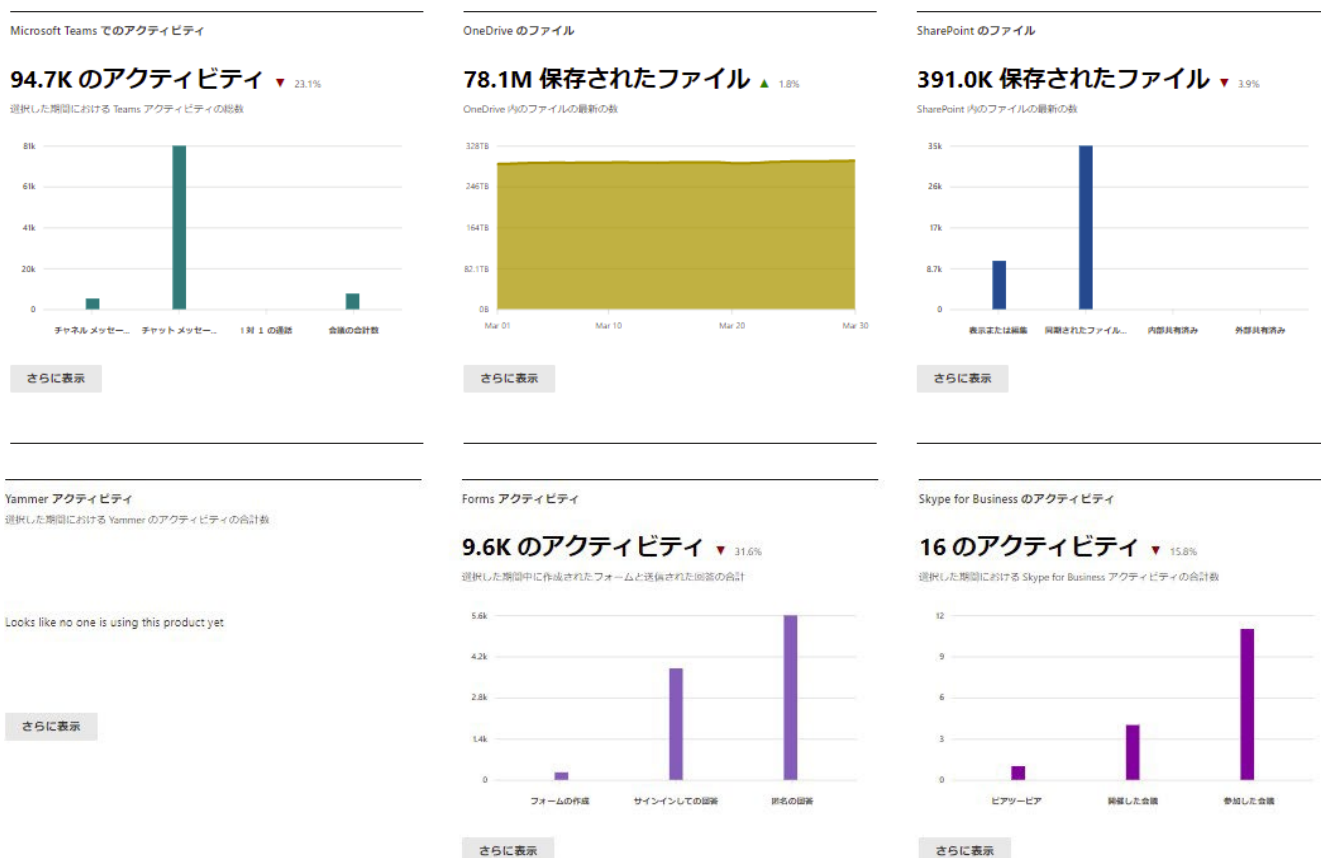 Microsoft Teams でのアクティビティ
94.7K のアクティビティ ▼ 23.1%
選択した期間における Teams アクティビティの総数
81k
61k
41k
20k
0
チャネル メッセー... チャット メッセー... 1 対 1 の通話 会議の合計数
さらに表示
OneDrive のファイル
78.1M 保存されたファイル ▲ 1.8%
OneDrive 内のファイルの最新の数
328TB
246TB
164TB
82.1TB
0B
Mar 01 Mar 10 Mar 20 Mar 30
さらに表示
SharePoint のファイル
391.0K 保存されたファイル ▼ 3.9%
SharePoint 内のファイルの最新の数
35k
26k
17k
8.7k
0
表示または編集 同期されたファイル... 内部共有済み 外部共有済み
さらに表示
Yammer アクティビティ
選択した期間における Yammer のアクティビティの合計数
Looks like no one is using this product yet
さらに表示
Forms アクティビティ
9.6K のアクティビティ ▼ 31.6%
選択した期間中に作成されたフォームと送信された回答の合計
5.6k
4.2k
2.8k
1.4k
0
フォームの作成 サインインしての回答 匿名の回答
さらに表示
Skype for Business のアクティビティ
16 のアクティビティ ▼ 15.8%
選択した期間における Skype for Business アクティビティの合計数
12
9
6
3
0
ピアツーピア 開催した会議 参加した会議
さらに表示